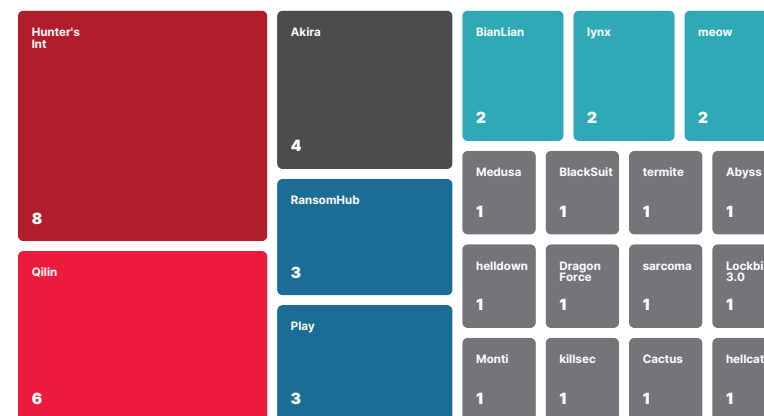 Hunter's
Int
8
Qilin
6
Akira
4
RansomHub
3
Play
3
BianLian
2
lynx
2
meow
2
Medusa
1
BlackSuit
1
termite
1
Abyss
1
helldown
1
Dragon
Force
1
sarcoma
1
Lockbi
3.0
1
Monti
1
killsec
1
Cactus
1
hellcat
1